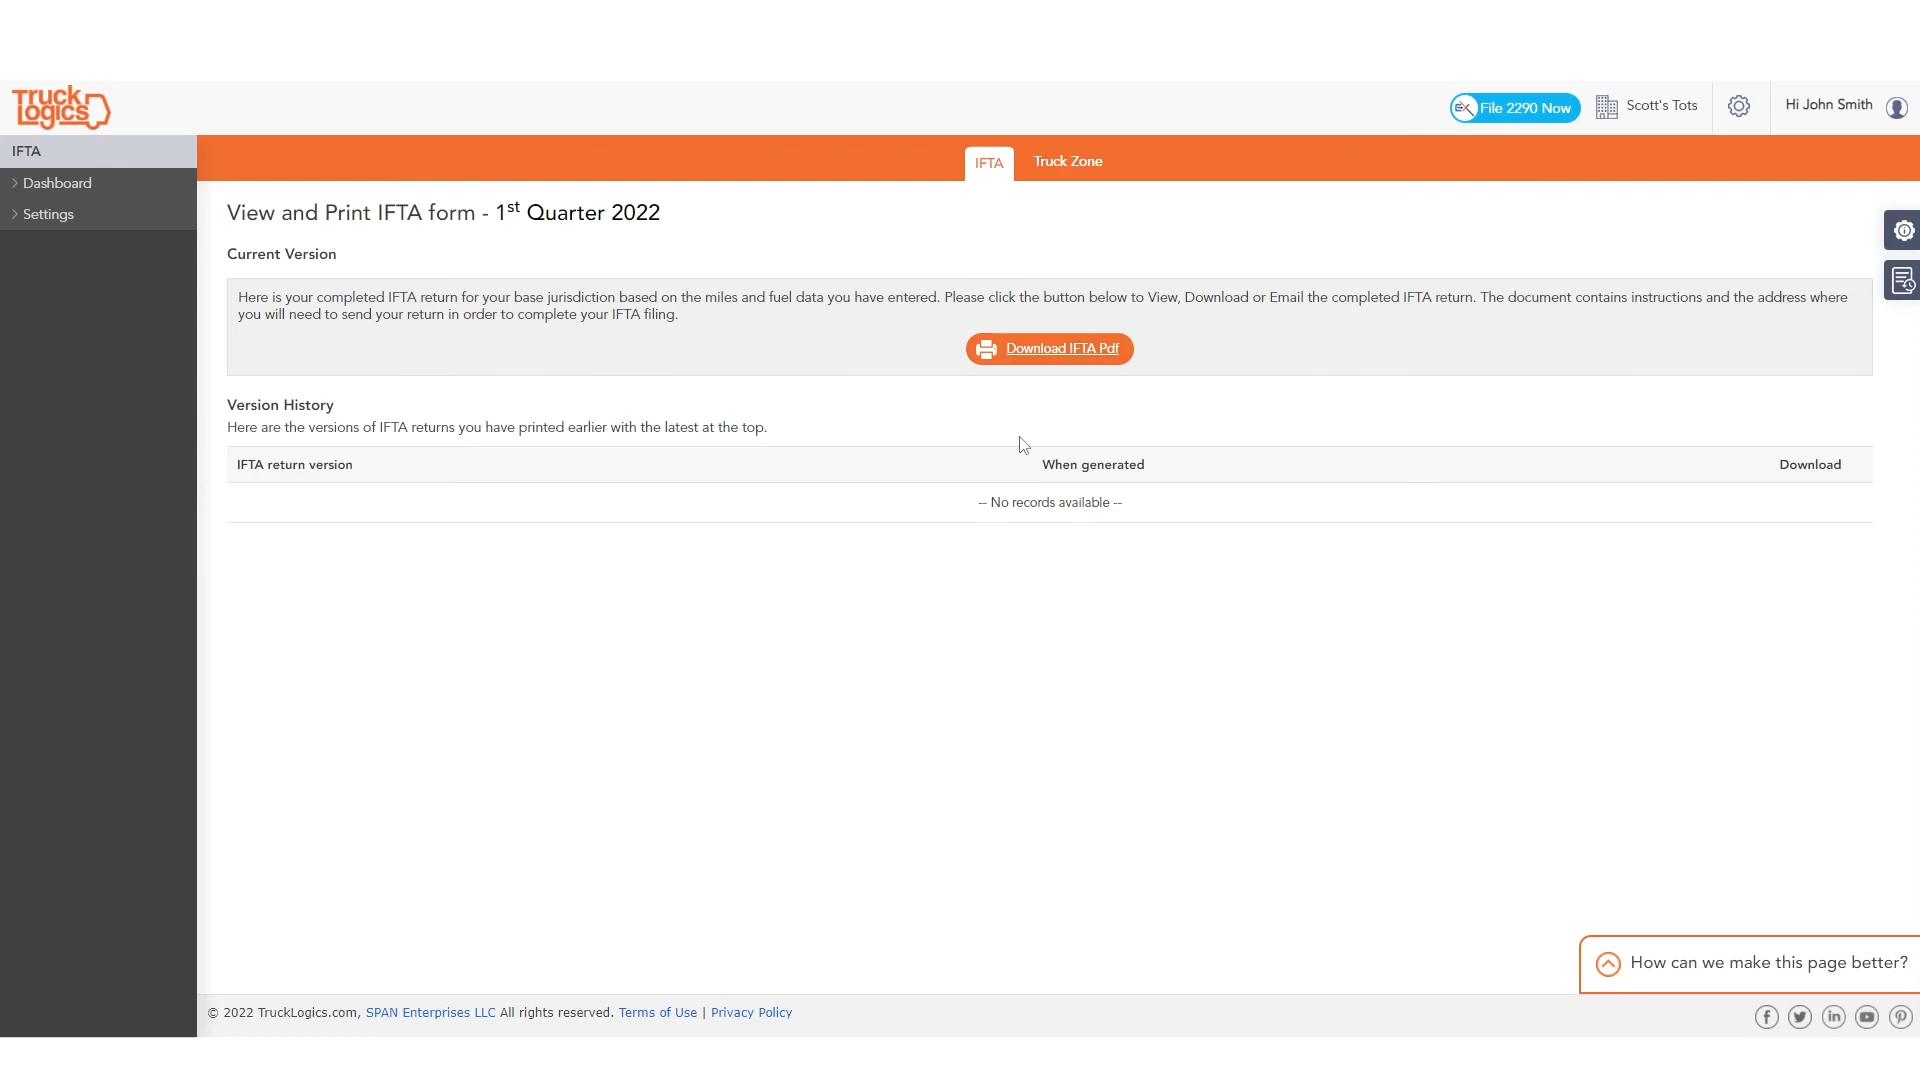 Truck
Logics
File 2290 Now
Scott's Tots
Hi John Smith
IFTA
Dashboard
Settings
IFTA
Truck Zone
View and Print IFTA form - 1st Quarter 2022
Current Version
Here is your completed IFTA return for your base jurisdiction based on the miles and fuel data you have entered. Please click the button below to View, Download or Email the completed IFTA return. The document contains instructions and the address where
you will need to send your return in order to complete your IFTA filing.
Download IFTA Pdf
Version History
Here are the versions of IFTA returns you have printed earlier with the latest at the top.
IFTA return version
When generated
Download
-- No records available --
How can we make this page better?
© 2022 TruckLogics.com, SPAN Enterprises LLC All rights reserved. Terms of Use | Privacy Policy